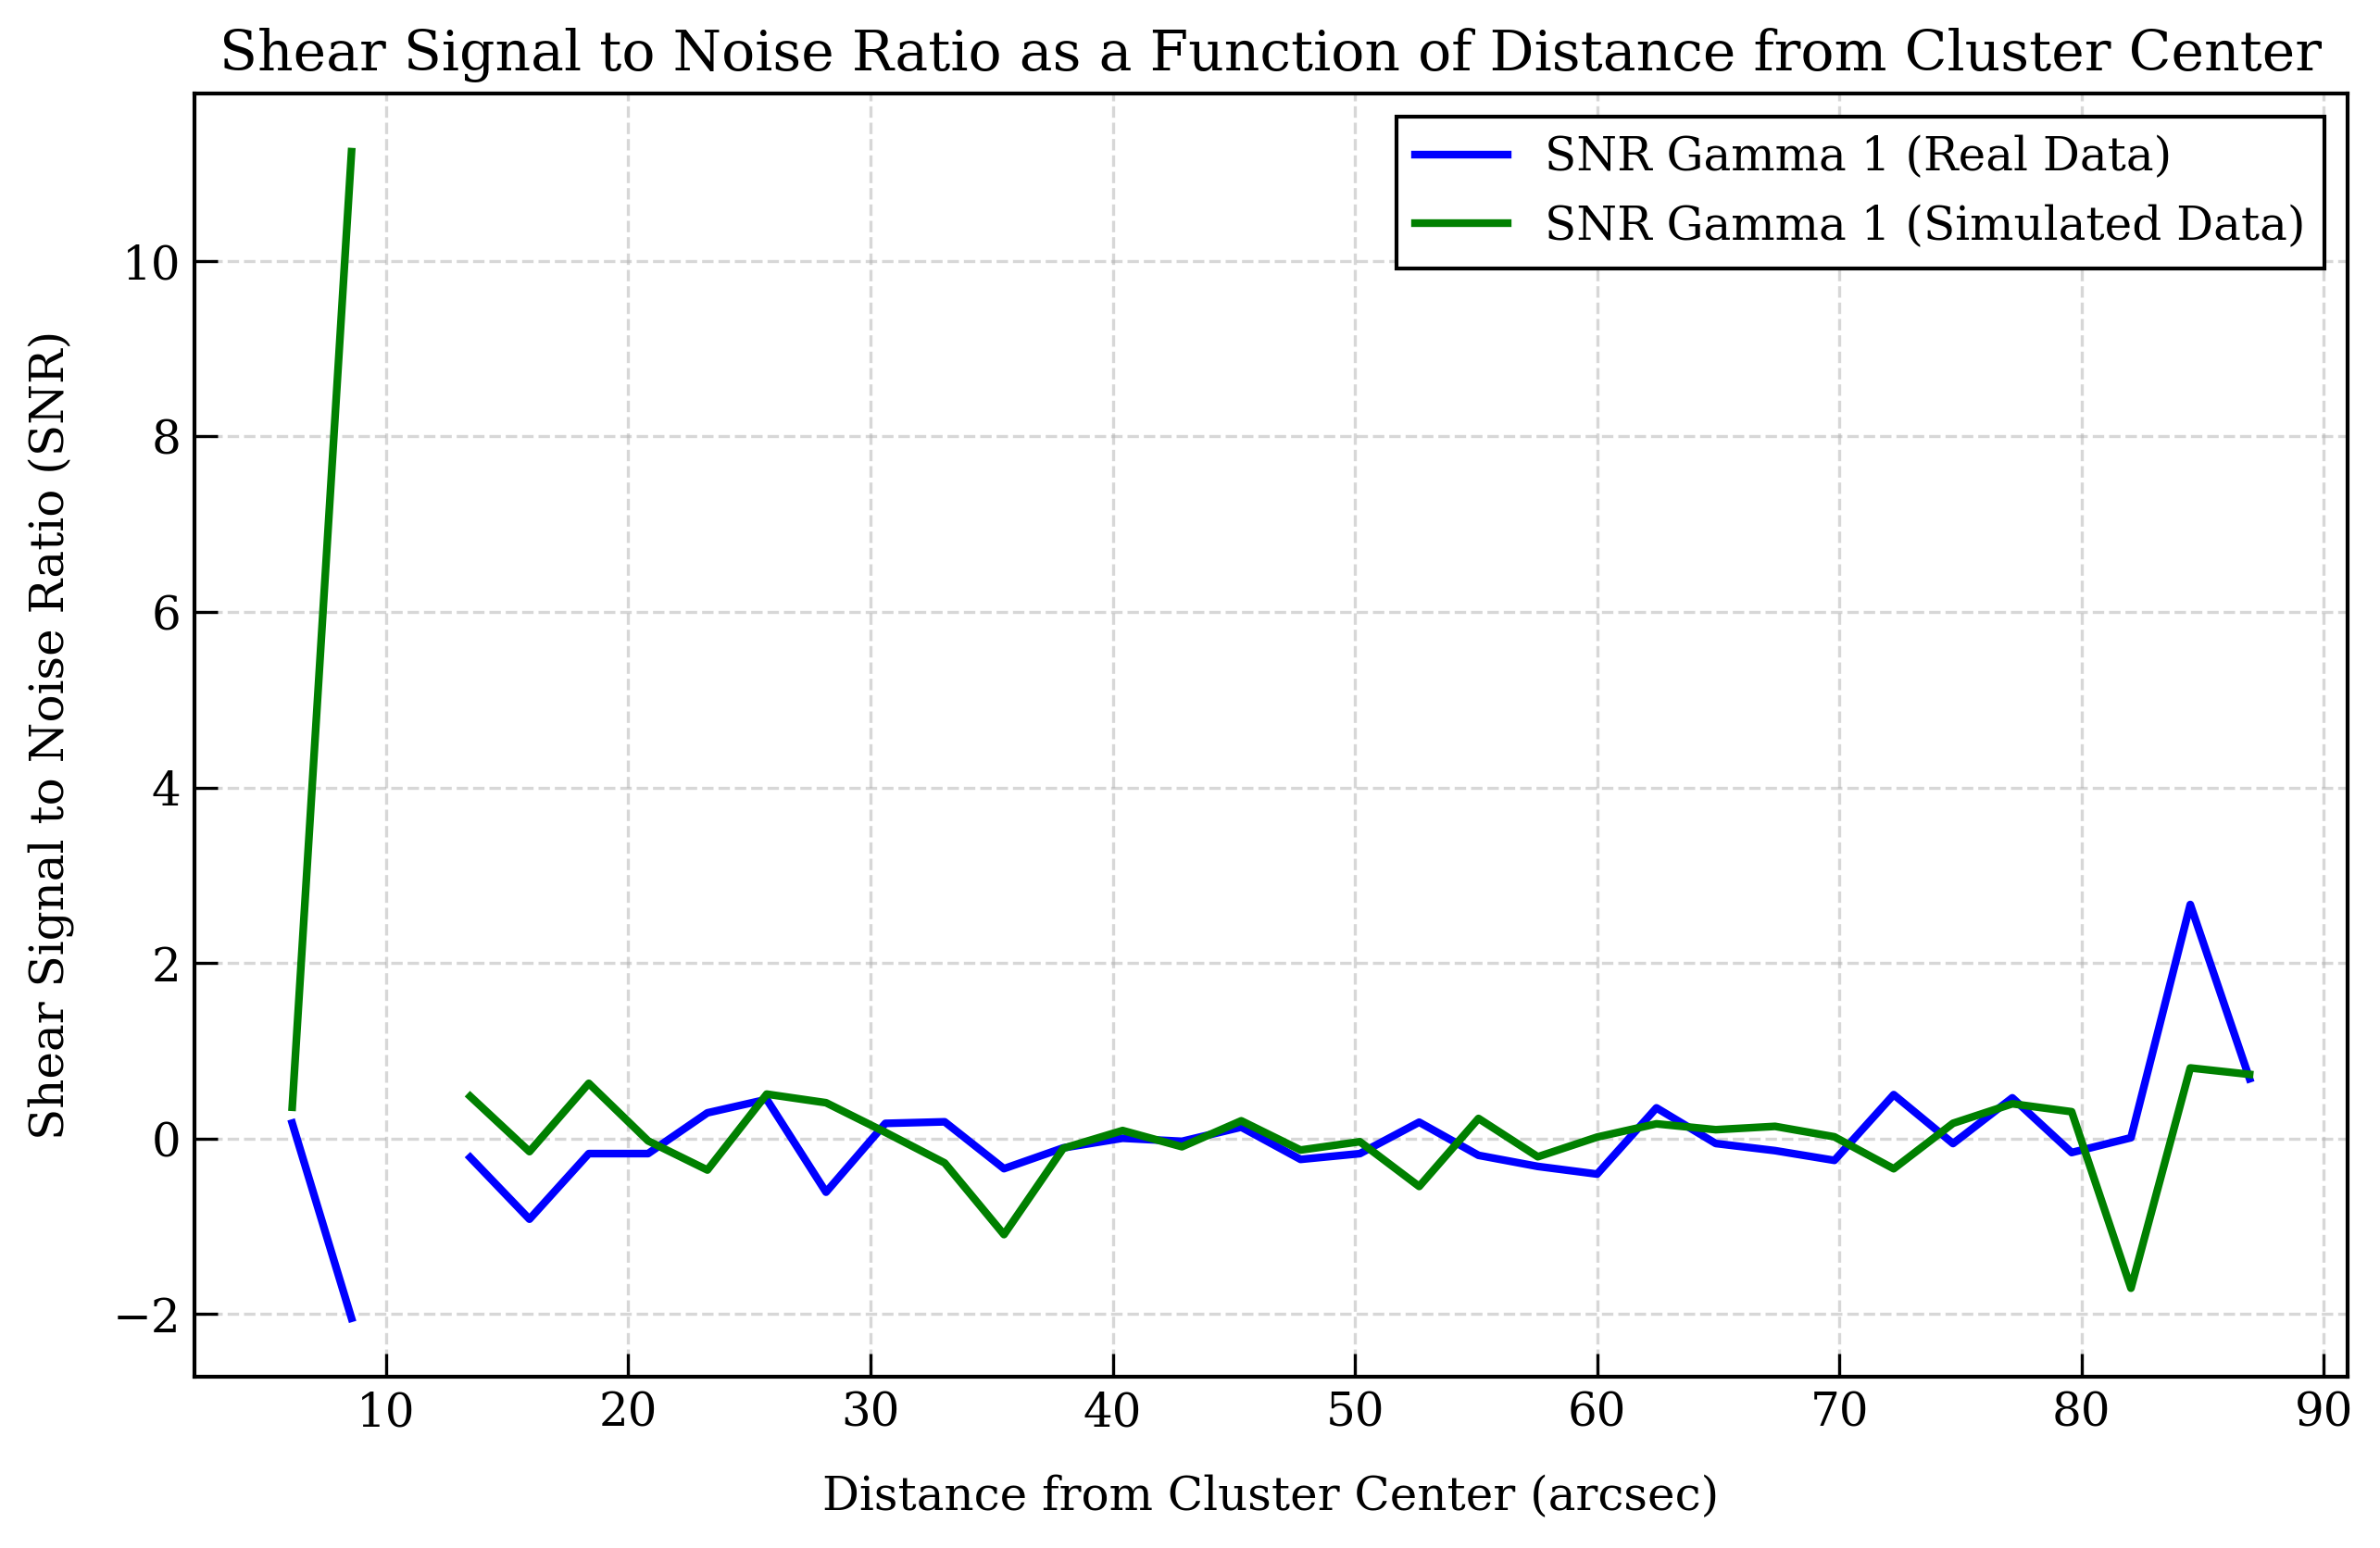 Shear Signal to Noise Ratio as a Function of Distance from Cluster Center
SNR Gamma 1 (Real Data)
SNR Gamma 1 (Simulated Data)
Shear Signal to Noise Ratio (SNR)
10
8
6
4
2
0
−2
10 20 30 40 50 60 70 80 90
Distance from Cluster Center (arcsec)